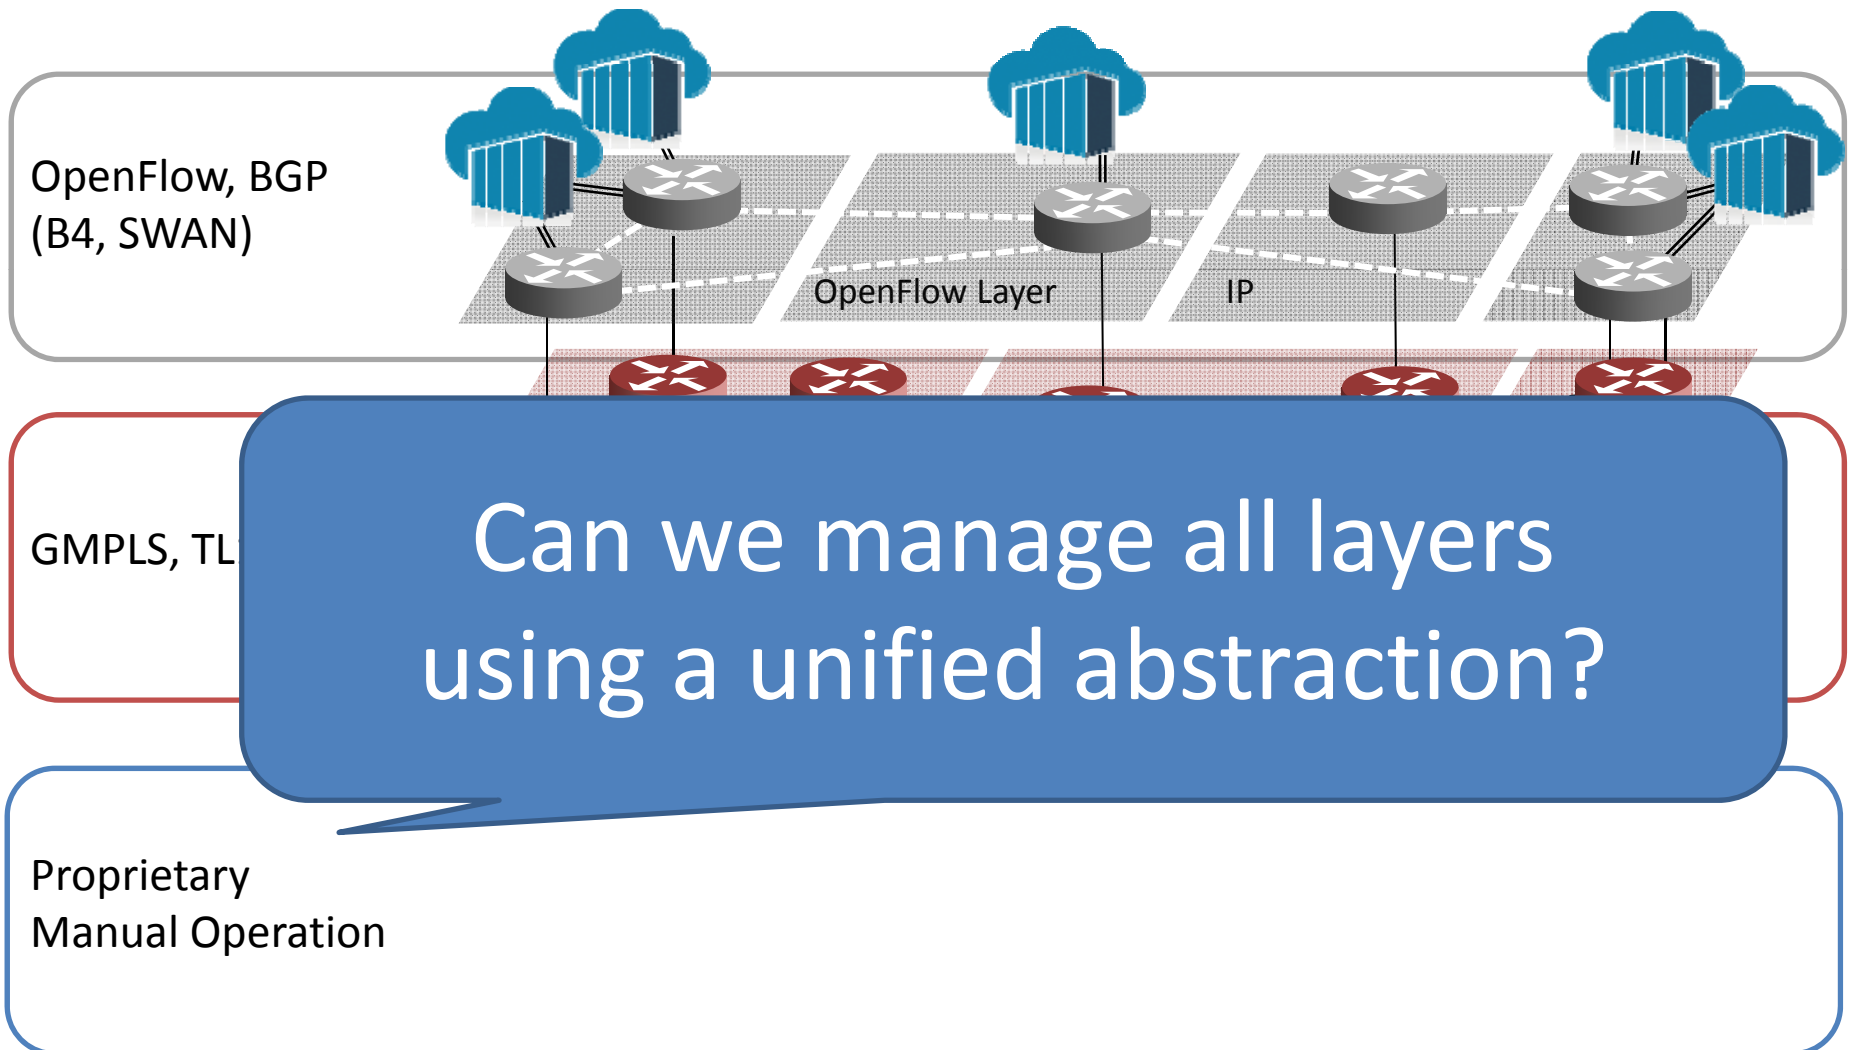 OpenFlow, BGP
(B4, SWAN)
OpenFlow Layer
IP
GMPLS,
Can we manage all layers
using a unified abstraction?
Proprietary
Manual Operation